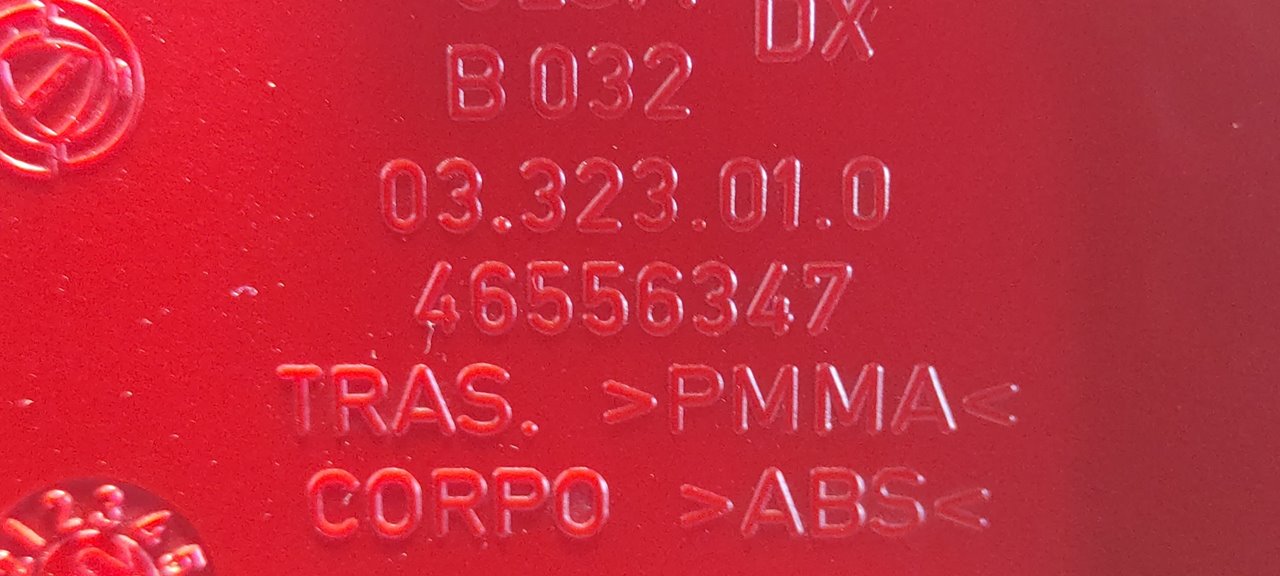 DX
B 032
03.323.01.0
46556347
TRAS. >PMMA<
CORPO >ABS<